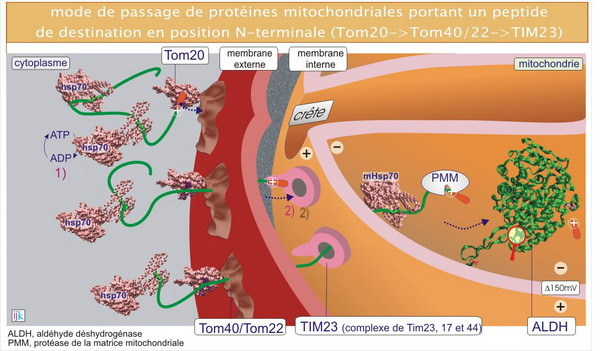 mode de passage de protéines mitochondriales portant un peptide
de destination en position N-terminale (Tom20->Tom40/22->TIM23)
cytoplasme
Tom20
membrane
externe
membrane
interne
mitochondrie
hsp70
crête
ATP
ADP
1)
hsp70
+
−
mHsp70
PMM
hsp70
2) 2)
hsp70
−
Δ150mV
+
ijk
Tom40/Tom22
TIM23 (complexe de Tim23, 17 et 44)
ALDH
ALDH, aldéhyde déshydrogénase
PMM, protéase de la matrice mitochondriale